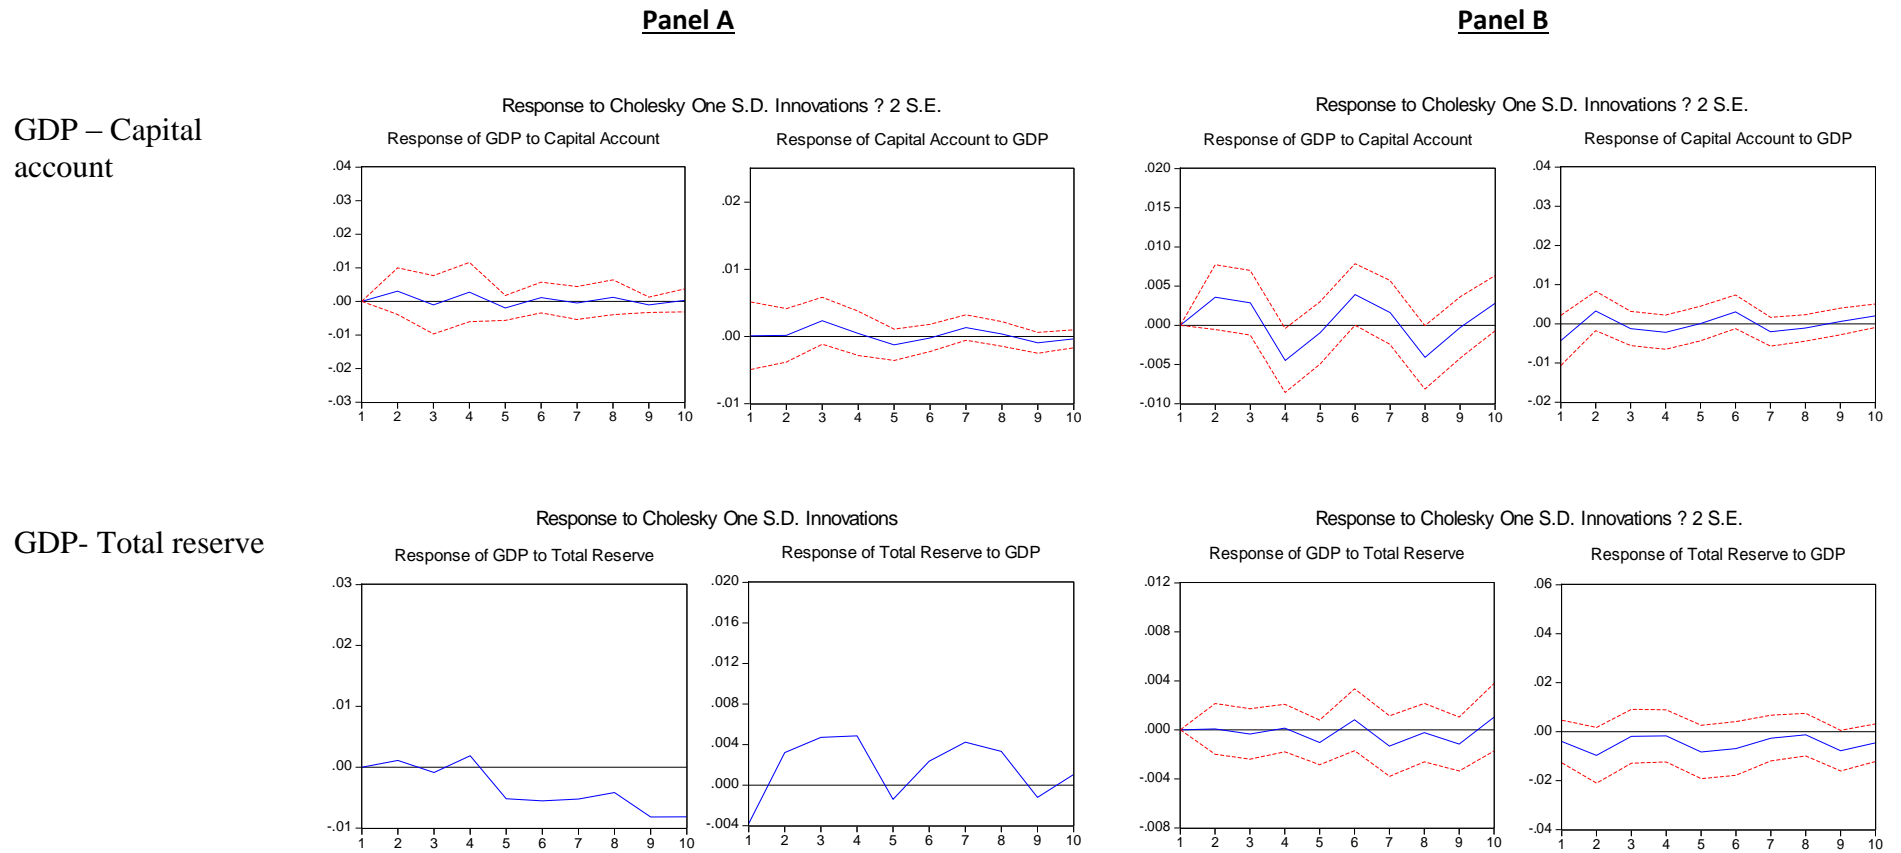 Panel A
Panel B
GDP – Capital
account
Response to Cholesky One S.D. Innovations ? 2 S.E.
Response of GDP to Capital Account
.04
.03
.02
.01
.00
-.01
-.02
-.03
1 2 3 4 5 6 7 8 9 10
Response of Capital Account to GDP
.02
.01
.00
-.01
1 2 3 4 5 6 7 8 9 10
Response to Cholesky One S.D. Innovations ? 2 S.E.
Response of GDP to Capital Account
.020
.015
.010
.005
.000
-.005
-.010
1 2 3 4 5 6 7 8 9 10
Response of Capital Account to GDP
.04
.03
.02
.01
.00
-.01
-.02
1 2 3 4 5 6 7 8 9 10
GDP- Total reserve
Response to Cholesky One S.D. Innovations
Response of GDP to Total Reserve
.03
.02
.01
.00
-.01
1 2 3 4 5 6 7 8 9 10
Response of Total Reserve to GDP
.020
.016
.012
.008
.004
.000
-.004
1 2 3 4 5 6 7 8 9 10
Response to Cholesky One S.D. Innovations ? 2 S.E.
Response of GDP to Total Reserve
.012
.008
.004
.000
-.004
-.008
1 2 3 4 5 6 7 8 9 10
Response of Total Reserve to GDP
.06
.04
.02
.00
-.02
-.04
1 2 3 4 5 6 7 8 9 10